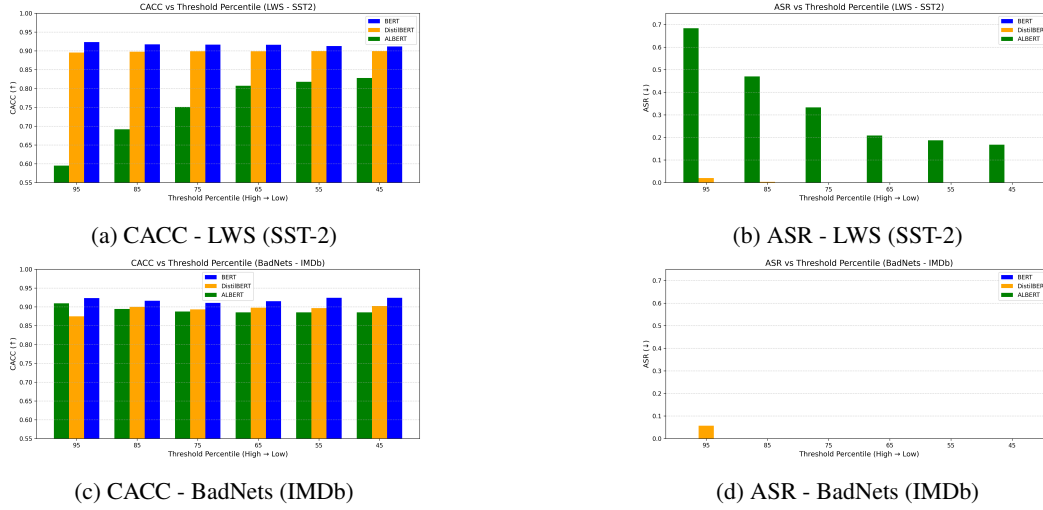 CACC vs Threshold Percentile (LWS - SST2)
1.00
0.95
0.90
0.85
0.80
0.75
0.70
0.65
0.60
0.55
CACC (↑)
BERT
DistilBERT
ALBERT
95 85 75 65 55 45
Threshold Percentile (High → Low)
(a) CACC - LWS (SST-2)
ASR vs Threshold Percentile (LWS - SST2)
0.7
0.6
0.5
0.4
0.3
0.2
0.1
0.0
ASR (↓)
BERT
DistilBERT
ALBERT
95 85 75 65 55 45
Threshold Percentile (High → Low)
(b) ASR - LWS (SST-2)
CACC vs Threshold Percentile (BadNets - IMDb)
1.00
0.95
0.90
0.85
0.80
0.75
0.70
0.65
0.60
0.55
CACC (↑)
BERT
DistilBERT
ALBERT
95 85 75 65 55 45
Threshold Percentile (High → Low)
(c) CACC - BadNets (IMDb)
ASR vs Threshold Percentile (BadNets - IMDb)
0.7
0.6
0.5
0.4
0.3
0.2
0.1
0.0
ASR (↓)
BERT
DistilBERT
ALBERT
95 85 75 65 55 45
Threshold Percentile (High → Low)
(d) ASR - BadNets (IMDb)